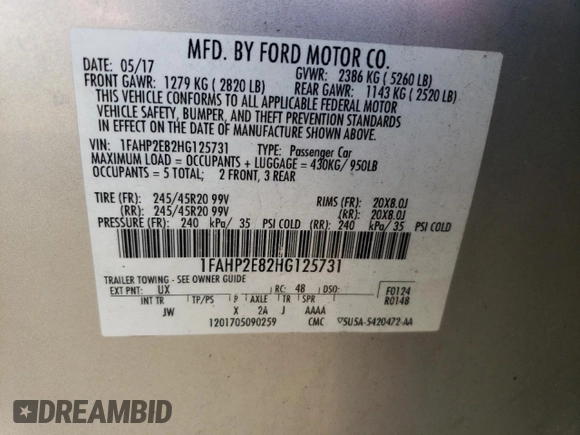 MFD. BY FORD MOTOR CO.
DATE: 05/17 GVWR: 2386 KG ( 5260 LB)
FRONT GAWR: 1279 KG ( 2820 LB) REAR GAWR: 1143 KG ( 2520 LB)
THIS VEHICLE CONFORMS TO ALL APPLICABLE FEDERAL MOTOR
VEHICLE SAFETY, BUMPER, AND THEFT PREVENTION STANDARDS
IN EFFECT ON THE DATE OF MANUFACTURE SHOWN ABOVE.
VIN: 1FAHP2E82HG125731 TYPE: Passenger Car
MAXIMUM LOAD = OCCUPANTS + LUGGAGE = 430KG/ 950LB
OCCUPANTS = 5 TOTAL; 2 FRONT, 3 REAR
TIRE (FR): 245/45R20 99V RIMS (FR): 20X8.0J
(RR): 245/45R20 99V (RR): 20X8.0J
PRESSURE (FR): 240 kPa/ 35 PSI COLD (RR): 240 kPa/ 35 PSI COLD
1FAHP2E82HG125731
TRAILER TOWING - SEE OWNER GUIDE
EXT PNT: UX RC: 48 DSO: F0124
INT TR TP/PS P AXLE TR SPR R0148
JW X 2A J AAAA
1201705090259 CMC 5U5A-5420472-AA
DREAMBID